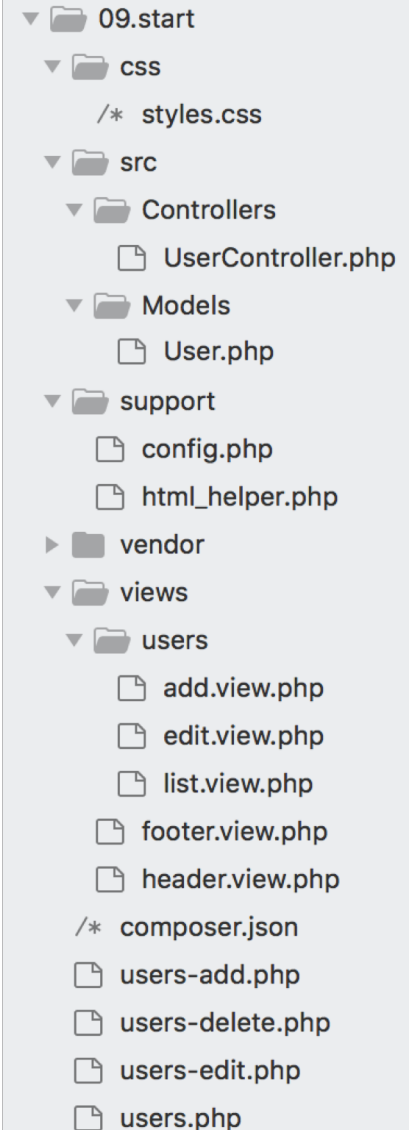 09.start
css
/* styles.css
src
Controllers
UserController.php
Models
User.php
support
config.php
html_helper.php
vendor
views
users
add.view.php
edit.view.php
list.view.php
footer.view.php
header.view.php
/* composer.json
users-add.php
users-delete.php
users-edit.php
users.php